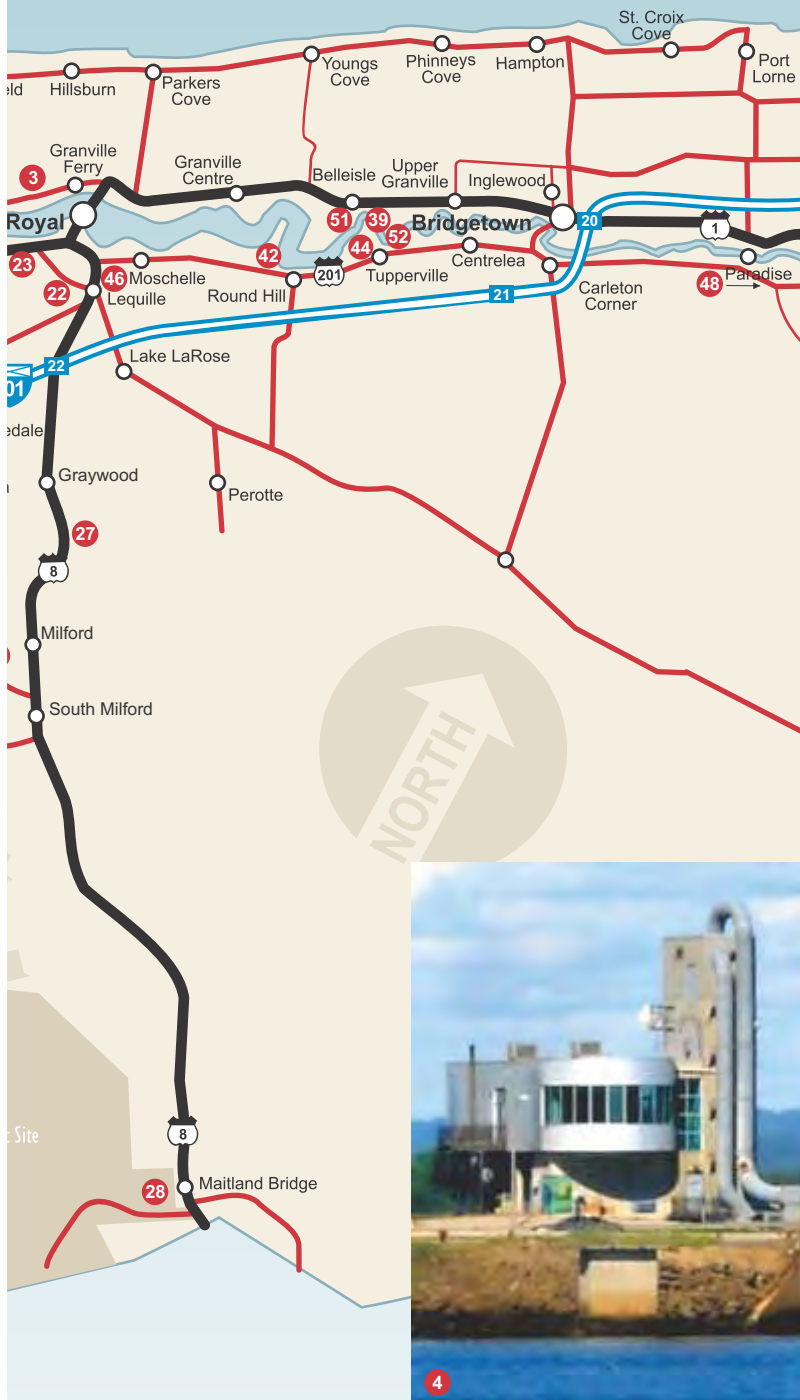 St. Croix
Cove
Youngs
Cove
Phinneys
Cove
Hampton
Port
Lorne
eld
Hillsburn
Parkers
Cove
Granville
Ferry
3
Granville
Centre
Belleisle
Upper
Granville
Inglewood
Royal
51
39
52
Bridgetown
20
1
23
46
Moschelle
42
201
44
Tupperville
Centrelea
22
Lequille
Round Hill
21
Carleton
Corner
48
Paradise
22
01
Lake LaRose
edale
Graywood
Perotte
27
8
Milford
South Milford
NORTH
8
c Site
28
Maitland Bridge
4